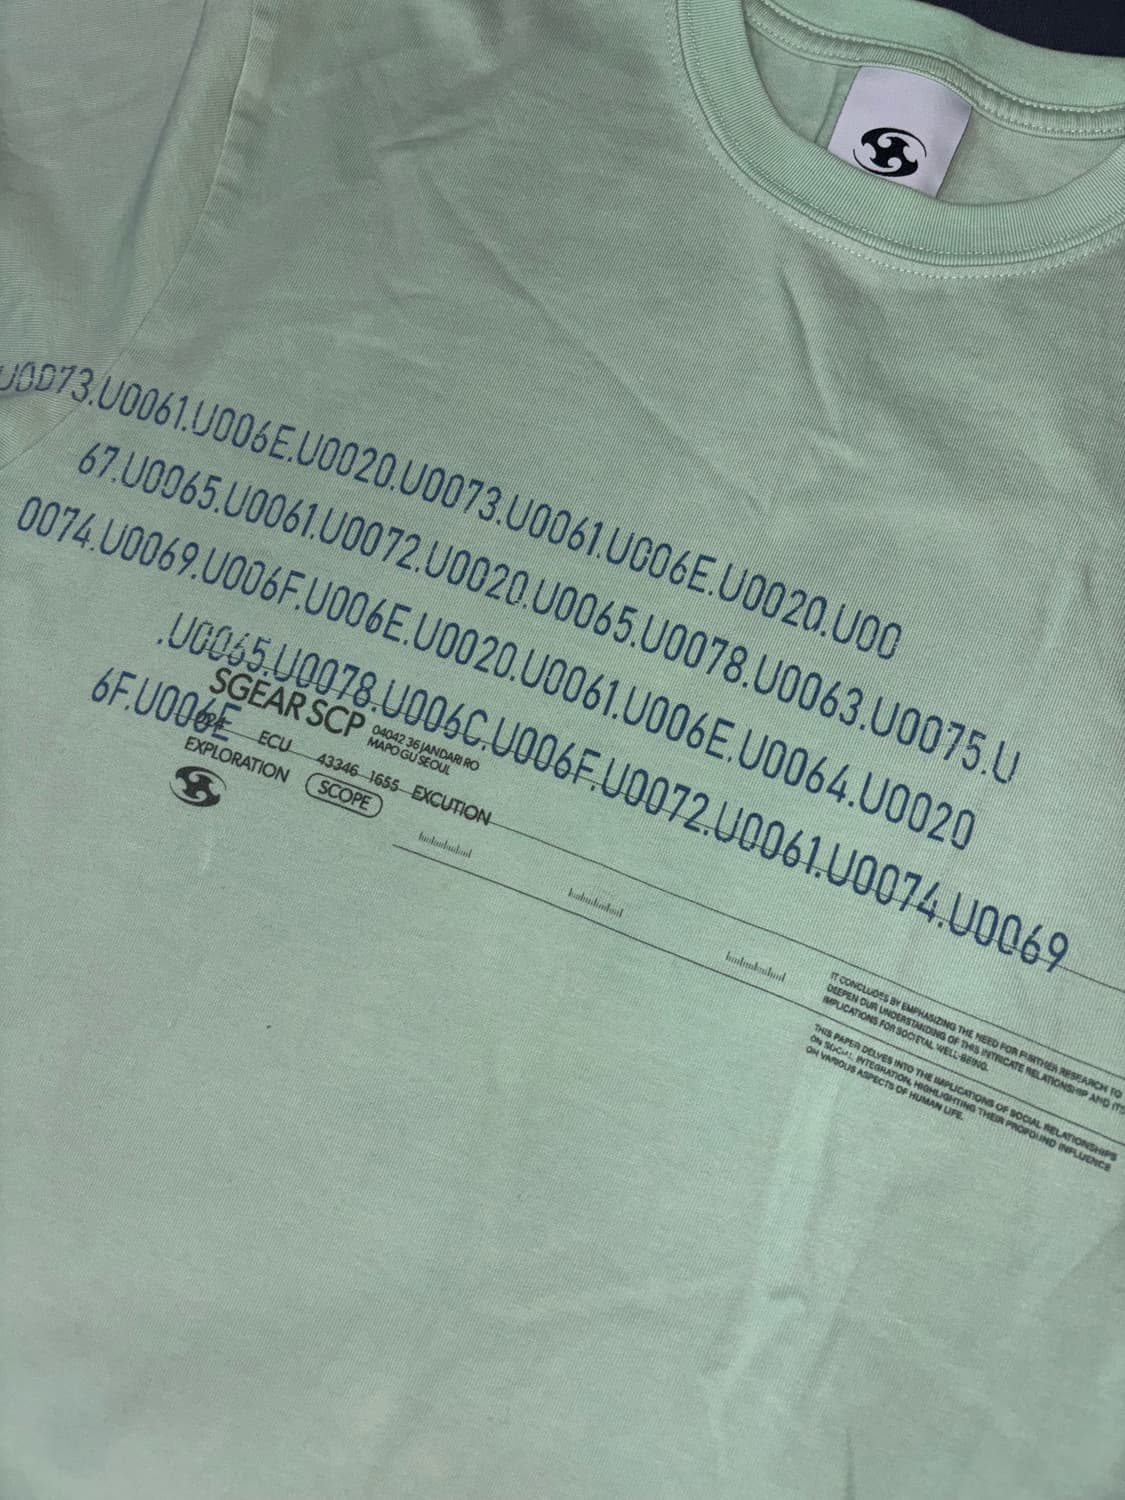 U0073.U0061.U006E.U0020.U0073.U0061.U006E.U0020.U00
67.U0065.U0061.U0072.U0020.U0065.U0078.U0063.U0075.U
0074.U0069.U006F.U006E.U0020.U0061.U006E.U0064.U0020
.U0065.U0078.U006C.U006F.U0072.U0061.U0074.U0069
6F.U006E
SGEAR SCP
04042 36 JANDARI RO
MAPO GU SEOUL
ECU 43346 1655 EXCUTION
EXPLORATION SCOPE
IT CONCLUDES BY EMPHASIZING THE NEED FOR FURTHER RESEARCH TO
DEEPEN OUR UNDERSTANDING OF THIS INTRICATE RELATIONSHIP AND ITS
IMPLICATIONS FOR SOCIETAL WELL-BEING.
THIS PAPER DELVES INTO THE IMPLICATIONS OF SOCIAL RELATIONSHIPS
ON SOCIAL INTEGRATION, HIGHLIGHTING THEIR PROFOUND INFLUENCE
ON VARIOUS ASPECTS OF HUMAN LIFE.